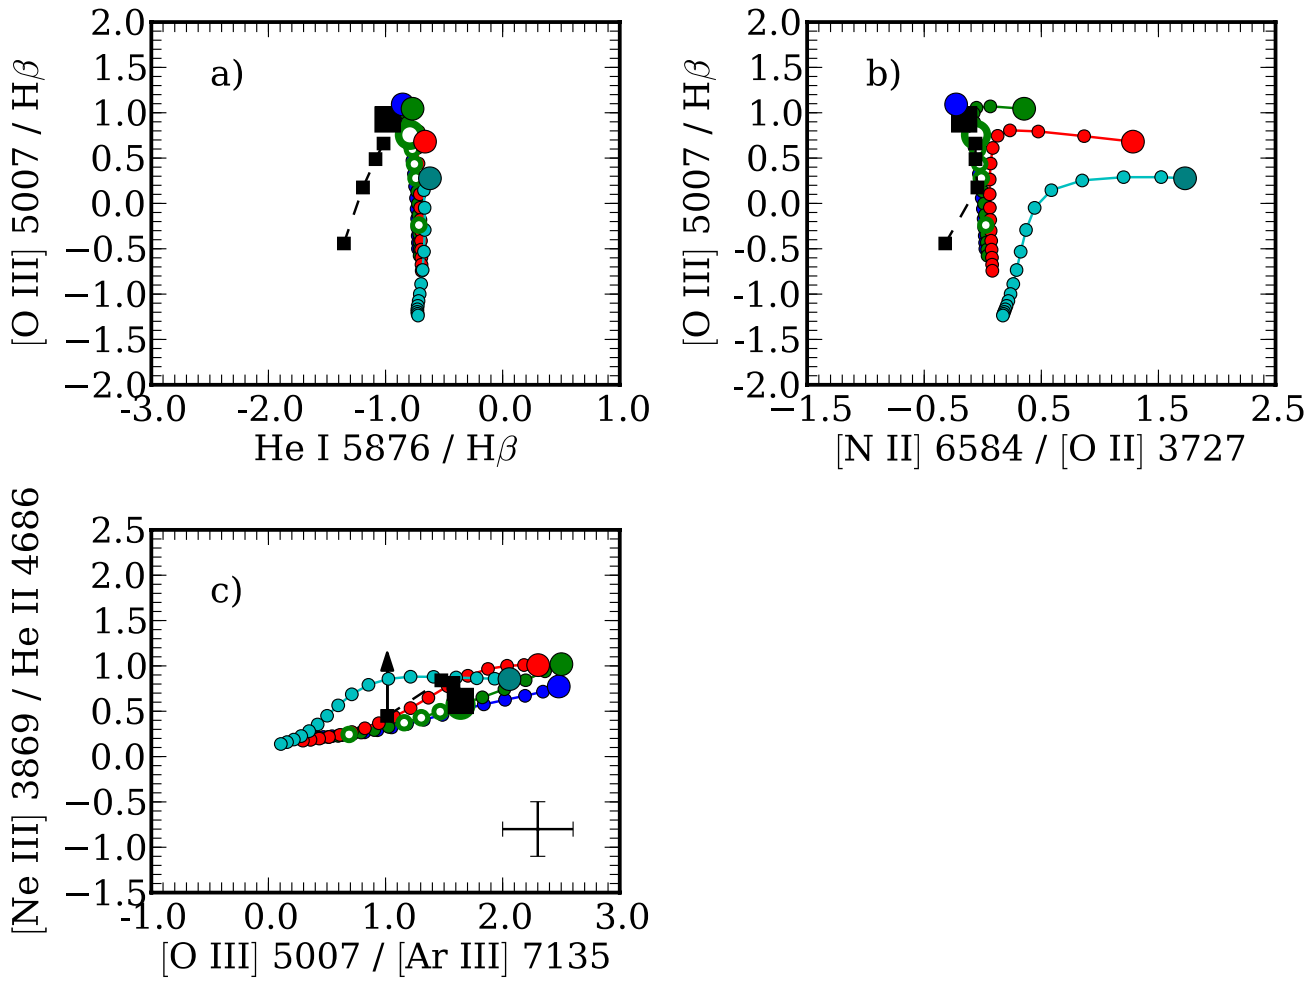 a)
[O III] 5007 / Hβ
2.0
1.5
1.0
0.5
0.0
−0.5
−1.0
−1.5
−2.0
-3.0 -2.0 -1.0 0.0 1.0
He I 5876 / Hβ
b)
[O III] 5007 / Hβ
2.0
1.5
1.0
0.5
0.0
-0.5
-1.0
-1.5
-2.0
−1.5 −0.5 0.5 1.5 2.5
[N II] 6584 / [O II] 3727
c)
[Ne III] 3869 / He II 4686
2.5
2.0
1.5
1.0
0.5
0.0
−0.5
−1.0
−1.5
-1.0 0.0 1.0 2.0 3.0
[O III] 5007 / [Ar III] 7135